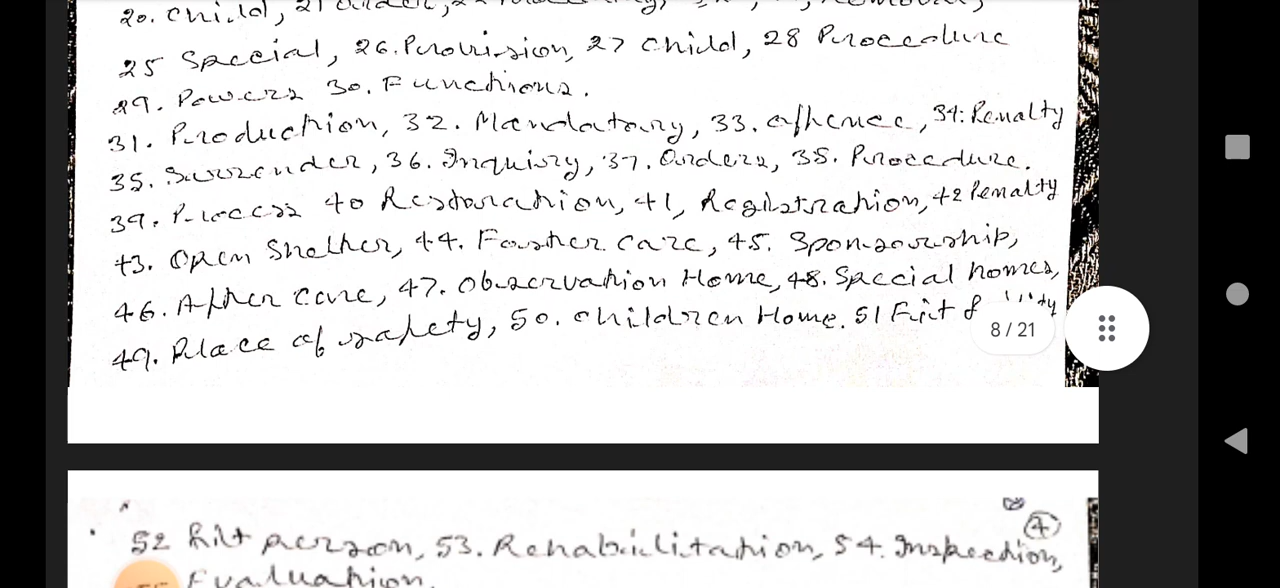 20. Child, 21 Order,
25 Special, 26. Provision, 27 Child, 28 Procedure
29. Powers 30. Functions.
31. Production, 32. Mandatory, 33. offence, 34: Penalty
35. Surrender, 36. Inquiry, 37. Orders, 38. Procedure.
39. Process 40 Restoration, 41, Registration, 42 Penalty
43. Open Shelter, 44. Foster care, 45. Sponsorship,
46. After care, 47. Observation Home, 48. Special homes,
49. Place of safety, 50. Children Home. 51 Fit
8 / 21
4
52 Fit person, 53. Rehabilitation, 54. Inspection,
Evaluation